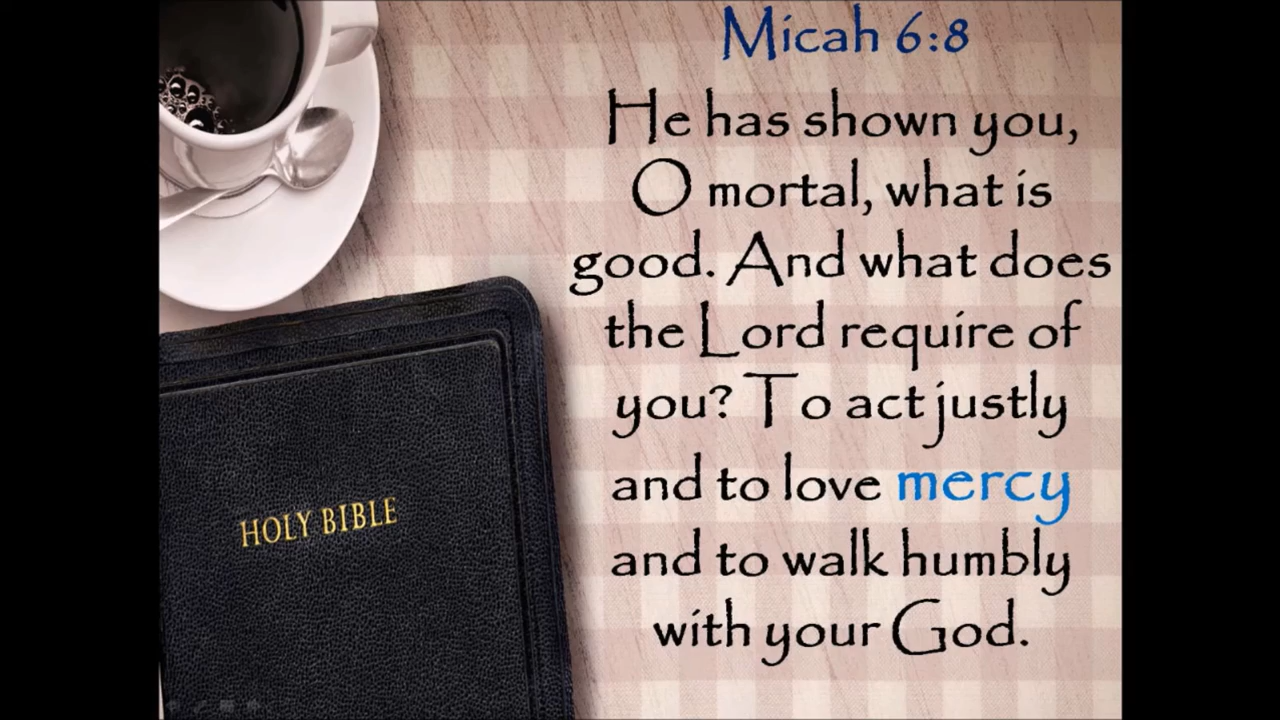 Micah 6:8
He has shown you,
O mortal, what is
good. And what does
the Lord require of
you? To act justly
and to love mercy
and to walk humbly
with your God.
HOLY BIBLE